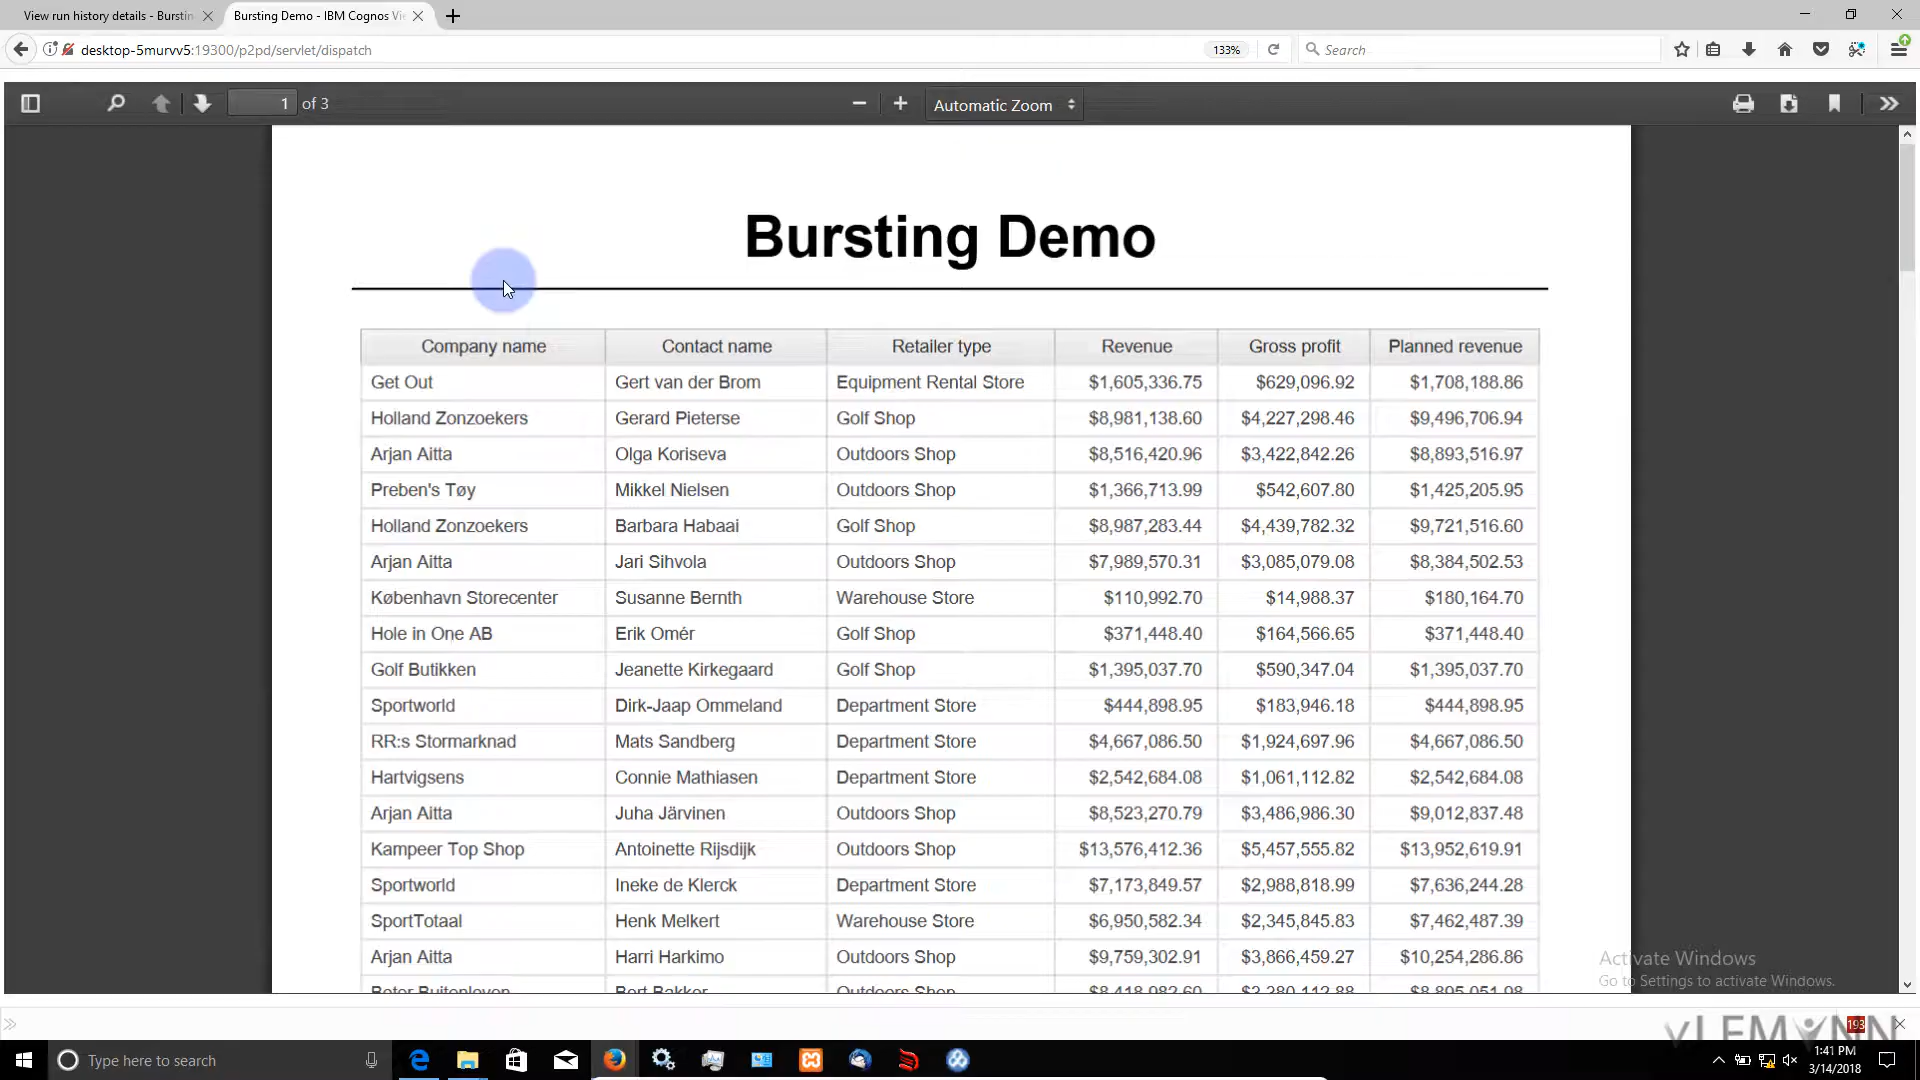 View run history details - Burstin
Bursting Demo - IBM Cognos Vie
desktop-5murvv5:19300/p2pd/servlet/dispatch
133%
Search
1 of 3
Automatic Zoom
Bursting Demo
Company name Contact name Retailer type Revenue Gross profit Planned revenue
Get Out Gert van der Brom Equipment Rental Store $1,605,336.75 $629,096.92 $1,708,188.86
Holland Zonzoekers Gerard Pieterse Golf Shop $8,981,138.60 $4,227,298.46 $9,496,706.94
Arjan Aitta Olga Koriseva Outdoors Shop $8,516,420.96 $3,422,842.26 $8,893,516.97
Preben's Tøy Mikkel Nielsen Outdoors Shop $1,366,713.99 $542,607.80 $1,425,205.95
Holland Zonzoekers Barbara Habaai Golf Shop $8,987,283.44 $4,439,782.32 $9,721,516.60
Arjan Aitta Jari Sihvola Outdoors Shop $7,989,570.31 $3,085,079.08 $8,384,502.53
København Storecenter Susanne Bernth Warehouse Store $110,992.70 $14,988.37 $180,164.70
Hole in One AB Erik Omér Golf Shop $371,448.40 $164,566.65 $371,448.40
Golf Butikken Jeanette Kirkegaard Golf Shop $1,395,037.70 $590,347.04 $1,395,037.70
Sportworld Dirk-Jaap Ommeland Department Store $444,898.95 $183,946.18 $444,898.95
RR:s Stormarknad Mats Sandberg Department Store $4,667,086.50 $1,924,697.96 $4,667,086.50
Hartvigsens Connie Mathiasen Department Store $2,542,684.08 $1,061,112.82 $2,542,684.08
Arjan Aitta Juha Järvinen Outdoors Shop $8,523,270.79 $3,486,986.30 $9,012,837.48
Kampeer Top Shop Antoinette Rijsdijk Outdoors Shop $13,576,412.36 $5,457,555.82 $13,952,619.91
Sportworld Ineke de Klerck Department Store $7,173,849.57 $2,988,818.99 $7,636,244.28
SportTotaal Henk Melkert Warehouse Store $6,950,582.34 $2,345,845.83 $7,462,487.39
Arjan Aitta Harri Harkimo Outdoors Shop $9,759,302.91 $3,866,459.27 $10,254,286.86
Activate Windows
Go to Settings to activate Windows.
193
Type here to search
1:41 PM
3/14/2018